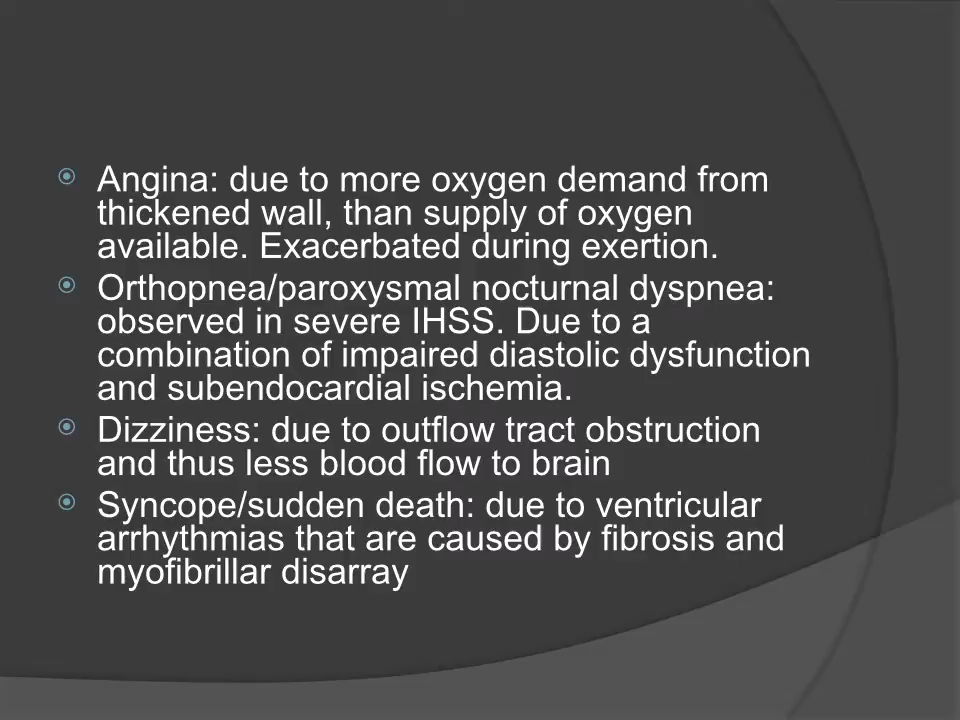 Angina: due to more oxygen demand from
thickened wall, than supply of oxygen
available. Exacerbated during exertion.
Orthopnea/paroxysmal nocturnal dyspnea:
observed in severe IHSS. Due to a
combination of impaired diastolic dysfunction
and subendocardial ischemia.
Dizziness: due to outflow tract obstruction
and thus less blood flow to brain
Syncope/sudden death: due to ventricular
arrhythmias that are caused by fibrosis and
myofibrillar disarray